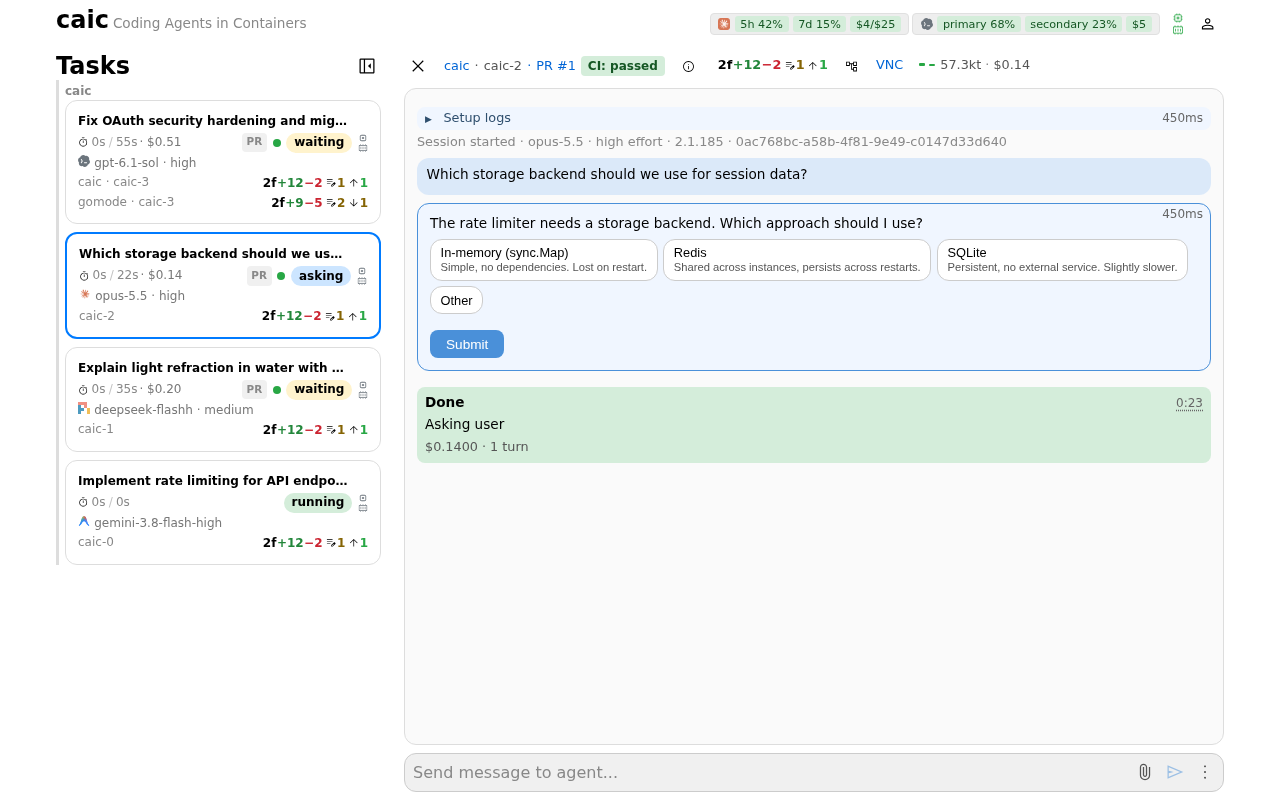 caic Coding Agents in Containers
5h 42% 7d 15% $4/$25 primary 68% secondary 23% $5
Tasks
caic
Fix OAuth security hardening and mig…
0s / 55s · $0.51 PR waiting
gpt-6.1-sol · high
caic · caic-3 2f+12−2 1 ↑1
gomode · caic-3 2f+9−5 2 ↓1
Which storage backend should we us…
0s / 22s · $0.14 PR asking
opus-5.5 · high
caic-2 2f+12−2 1 ↑1
Explain light refraction in water with …
0s / 35s · $0.20 PR waiting
deepseek-flashh · medium
caic-1 2f+12−2 1 ↑1
Implement rate limiting for API endpo…
0s / 0s running
gemini-3.8-flash-high
caic-0 2f+12−2 1 ↑1
caic · caic-2 · PR #1 CI: passed 2f+12−2 1 ↑1 VNC 57.3kt · $0.14
▸ Setup logs 450ms
Session started · opus-5.5 · high effort · 2.1.185 · 0ac768bc-a58b-4f81-9e49-c0147d33d640
Which storage backend should we use for session data?
450ms
The rate limiter needs a storage backend. Which approach should I use?
In-memory (sync.Map)
Simple, no dependencies. Lost on restart.
Redis
Shared across instances, persists across restarts.
SQLite
Persistent, no external service. Slightly slower.
Other
Submit
Done 0:23
Asking user
$0.1400 · 1 turn
Send message to agent...